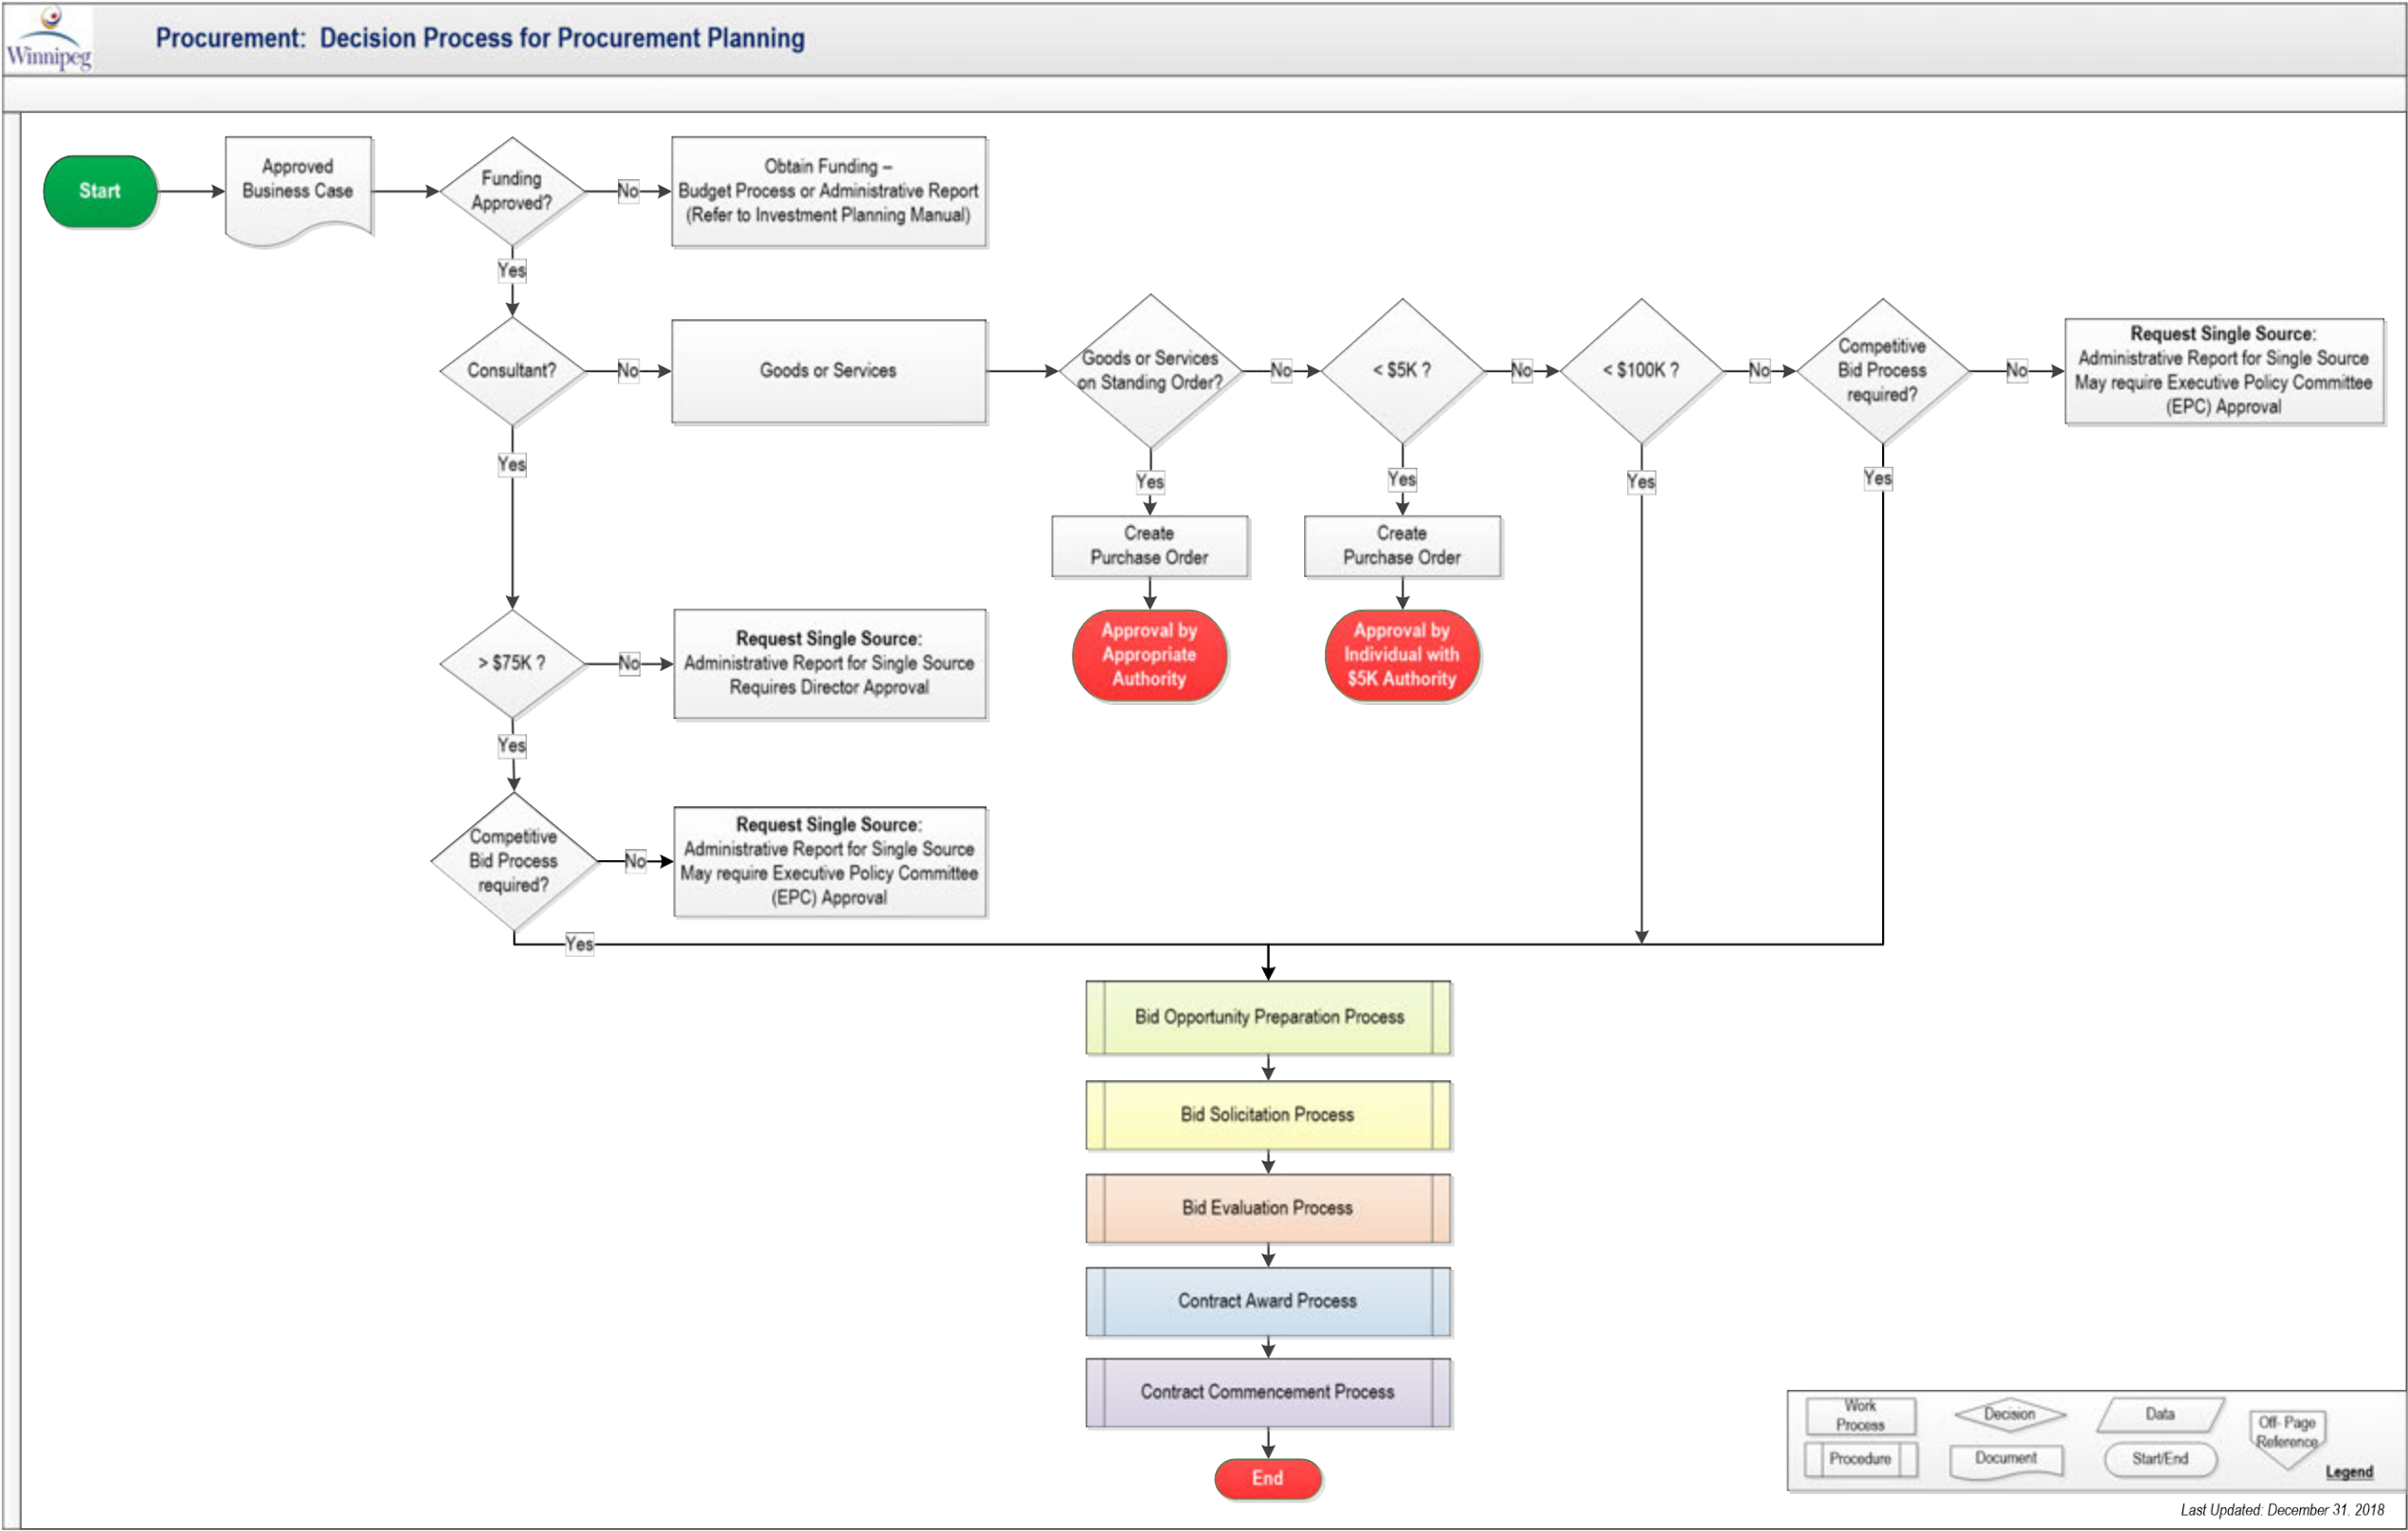 Winnipeg
Procurement: Decision Process for Procurement Planning
Start
Approved
Business Case
Funding
Approved?
No
Obtain Funding –
Budget Process or Administrative Report
(Refer to Investment Planning Manual)
Yes
Consultant?
No
Goods or Services
Goods or Services
on Standing Order?
No
< $5K ?
No
< $100K ?
No
Competitive
Bid Process
required?
No
Request Single Source:
Administrative Report for Single Source
May require Executive Policy Committee
(EPC) Approval
Yes
Yes
Yes
Yes
Yes
Create
Purchase Order
Create
Purchase Order
Approval by
Appropriate
Authority
Approval by
Individual with
$5K Authority
> $75K ?
No
Request Single Source:
Administrative Report for Single Source
Requires Director Approval
Yes
Competitive
Bid Process
required?
No
Request Single Source:
Administrative Report for Single Source
May require Executive Policy Committee
(EPC) Approval
Yes
Bid Opportunity Preparation Process
Bid Solicitation Process
Bid Evaluation Process
Contract Award Process
Contract Commencement Process
End
Work
Process
Decision
Data
Off- Page
Reference
Procedure
Document
Start/End
Legend
Last Updated: December 31. 2018